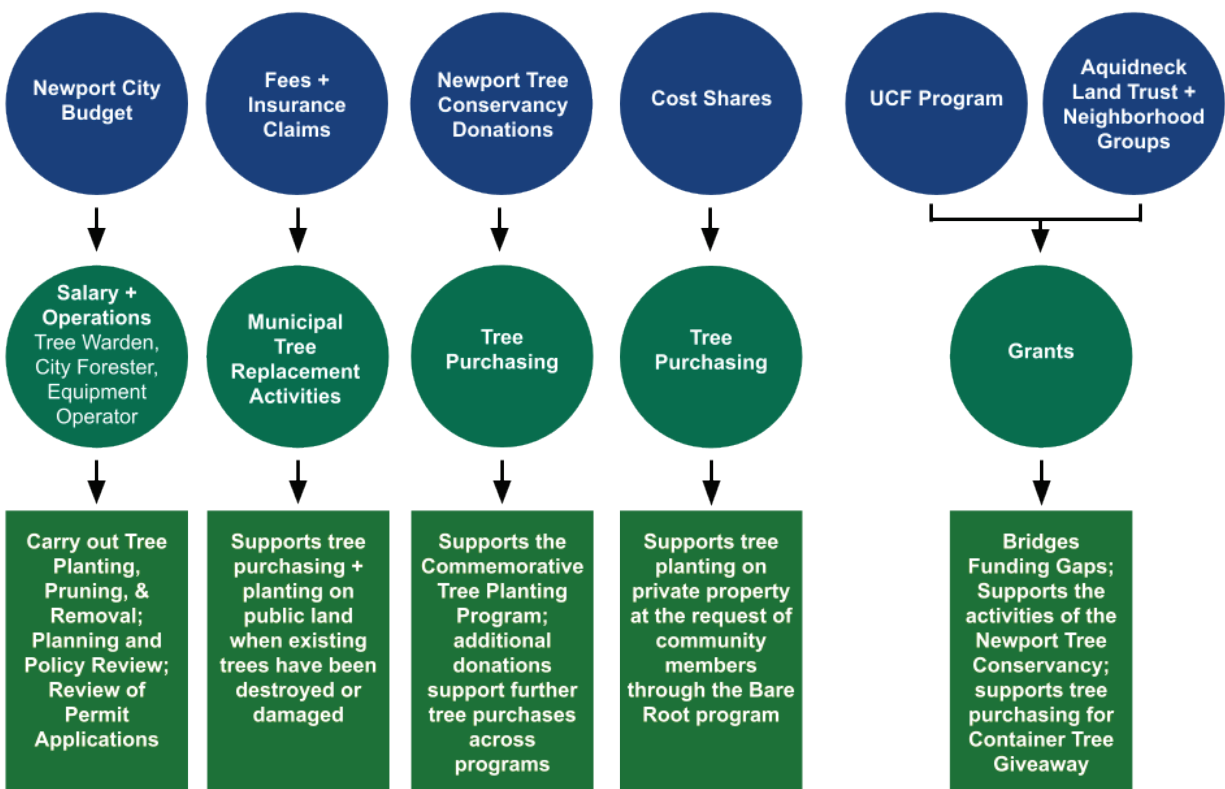 Newport City
Budget
Fees +
Insurance
Claims
Newport Tree
Conservancy
Donations
Cost Shares
UCF Program
Aquidneck
Land Trust +
Neighborhood
Groups
Salary +
Operations
Tree Warden,
City Forester,
Equipment
Operator
Municipal
Tree
Replacement
Activities
Tree
Purchasing
Tree
Purchasing
Grants
Carry out Tree
Planting,
Pruning, &
Removal;
Planning and
Policy Review;
Review of
Permit
Applications
Supports tree
purchasing +
planting on
public land
when existing
trees have been
destroyed or
damaged
Supports the
Commemorative
Tree Planting
Program;
additional
donations
support further
tree purchases
across
programs
Supports tree
planting on
private property
at the request of
community
members
through the Bare
Root program
Bridges
Funding Gaps;
Supports the
activities of the
Newport Tree
Conservancy;
supports tree
purchasing for
Container Tree
Giveaway